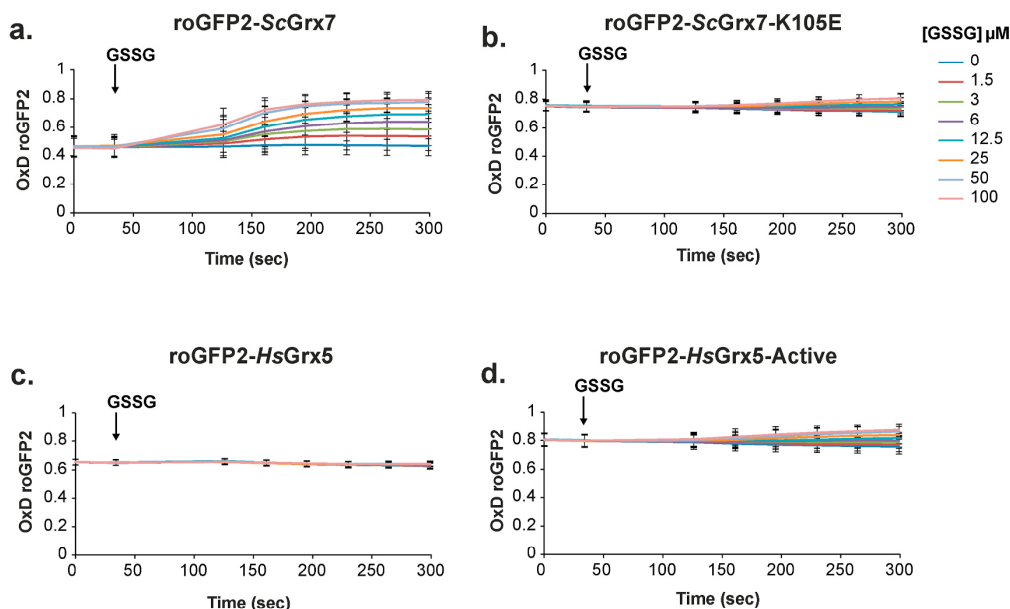 a.
roGFP2-ScGrx7
GSSG
OxD roGFP2
1
0.8
0.6
0.4
0.2
0
0 50 100 150 200 250 300
Time (sec)
b.
roGFP2-ScGrx7-K105E
GSSG
OxD roGFP2
1
0.8
0.6
0.4
0.2
0
0 50 100 150 200 250 300
Time (sec)
[GSSG] µM
0
1.5
3
6
12.5
25
50
100
c.
roGFP2-HsGrx5
GSSG
OxD roGFP2
1
0.8
0.6
0.4
0.2
0
0 50 100 150 200 250 300
Time (sec)
d.
roGFP2-HsGrx5-Active
GSSG
OxD roGFP2
1
0.8
0.6
0.4
0.2
0
0 50 100 150 200 250 300
Time (sec)